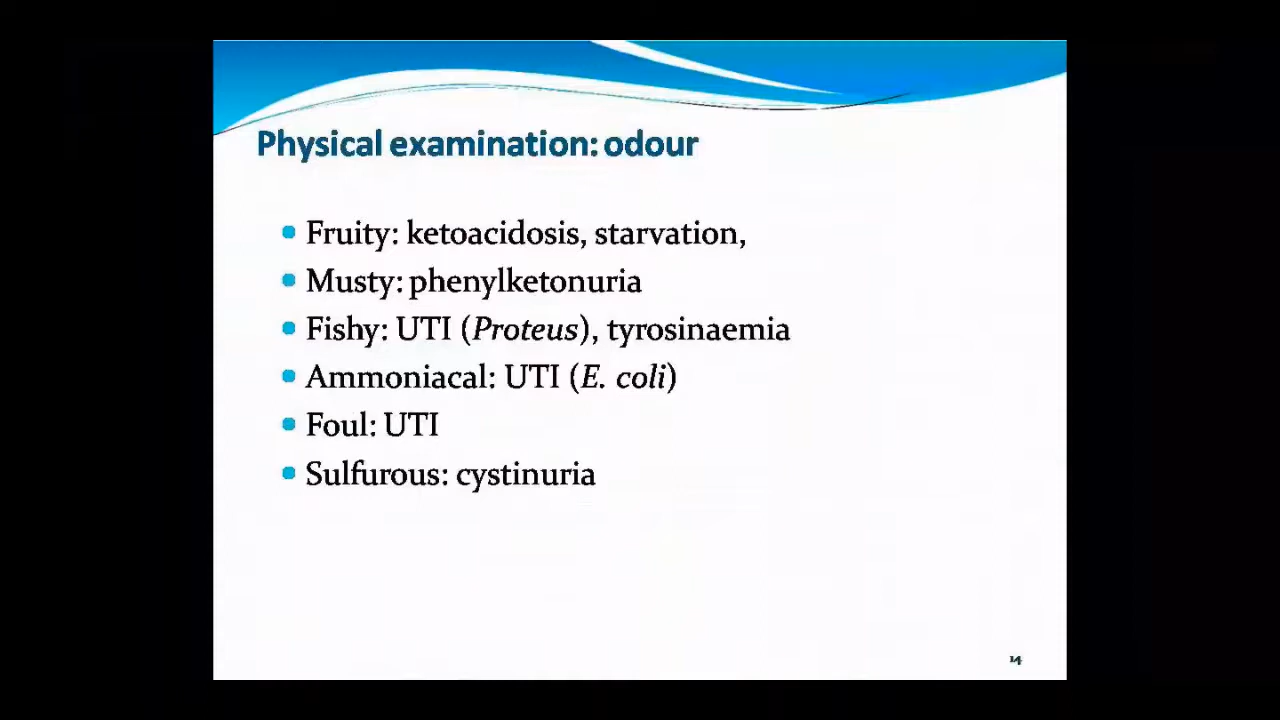 Physical examination: odour
• Fruity: ketoacidosis, starvation,
• Musty: phenylketonuria
• Fishy: UTI (Proteus), tyrosinaemia
• Ammoniacal: UTI (E. coli)
• Foul: UTI
• Sulfurous: cystinuria
14